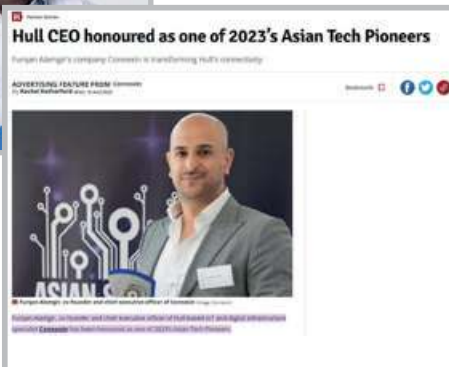 Partner Stories
Hull CEO honoured as one of 2023's Asian Tech Pioneers
Furqan Alamgir's company Connexin is transforming Hull's connectivity
ADVERTISING FEATURE FROM Connexin
By Rachel
Bookmark
ASIAN
Furqan Alamgir, co-founder and chief executive officer of Connexin
Furqan Alamgir, co-founder and chief executive officer of Hull-based IoT and digital infrastructure
specialist Connexin has been honoured as one of 2023's Asian Tech Pioneers.